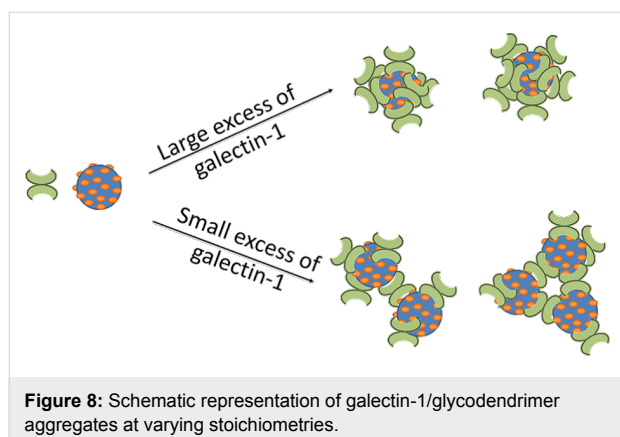 Large excess of
galectin-1
Small excess of
galectin-1
Figure 8: Schematic representation of galectin-1/glycodendrimer
aggregates at varying stoichiometries.